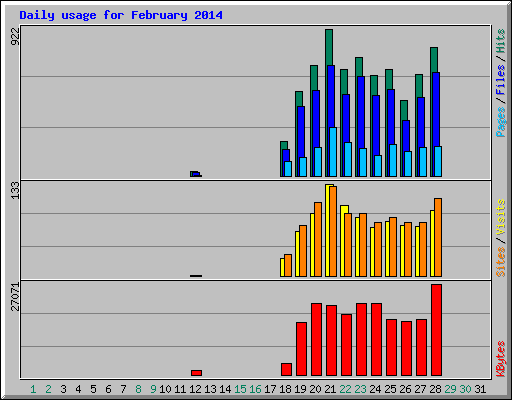 Daily usage for February 2014
922
Pages / Files / Hits
133
Sites / Visits
27071
KBytes
1 2 3 4 5 6 7 8 9 10 11 12 13 14 15 16 17 18 19 20 21 22 23 24 25 26 27 28 29 30 31